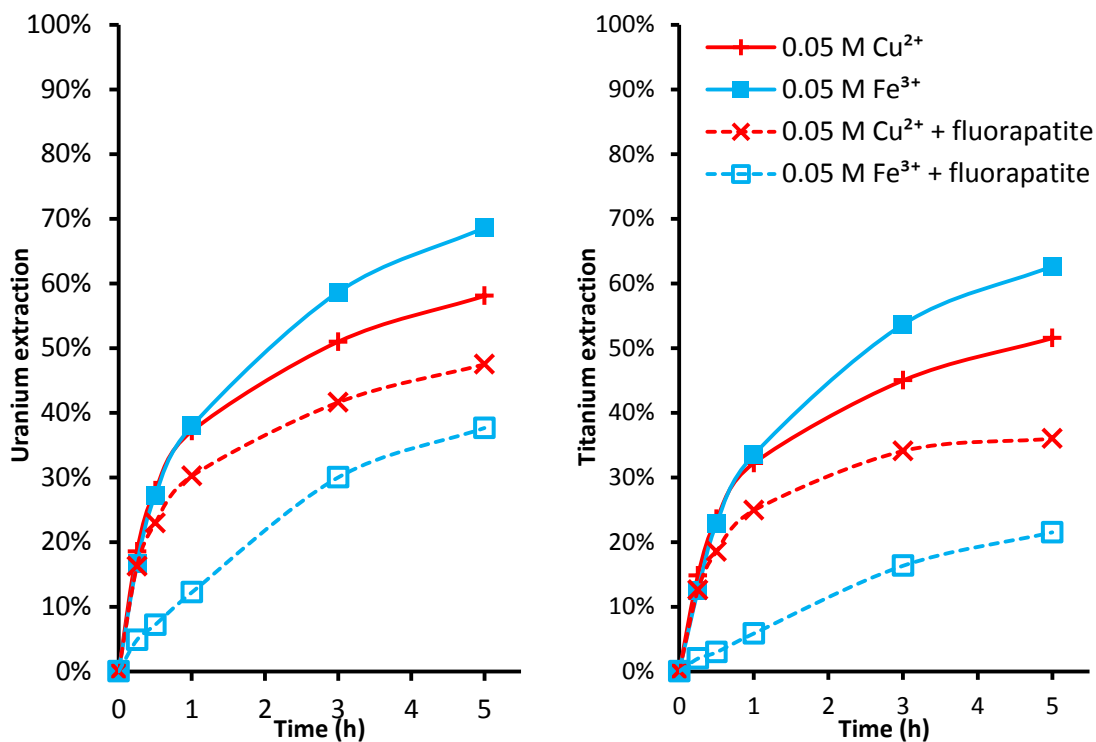 Uranium extraction
100%
90%
80%
70%
60%
50%
40%
30%
20%
10%
0%
0 1 2 3 4 5
Time (h)
Titanium extraction
100%
90%
80%
70%
60%
50%
40%
30%
20%
10%
0%
0 1 2 3 4 5
Time (h)
0.05 M Cu²⁺
0.05 M Fe³⁺
0.05 M Cu²⁺ + fluorapatite
0.05 M Fe³⁺ + fluorapatite